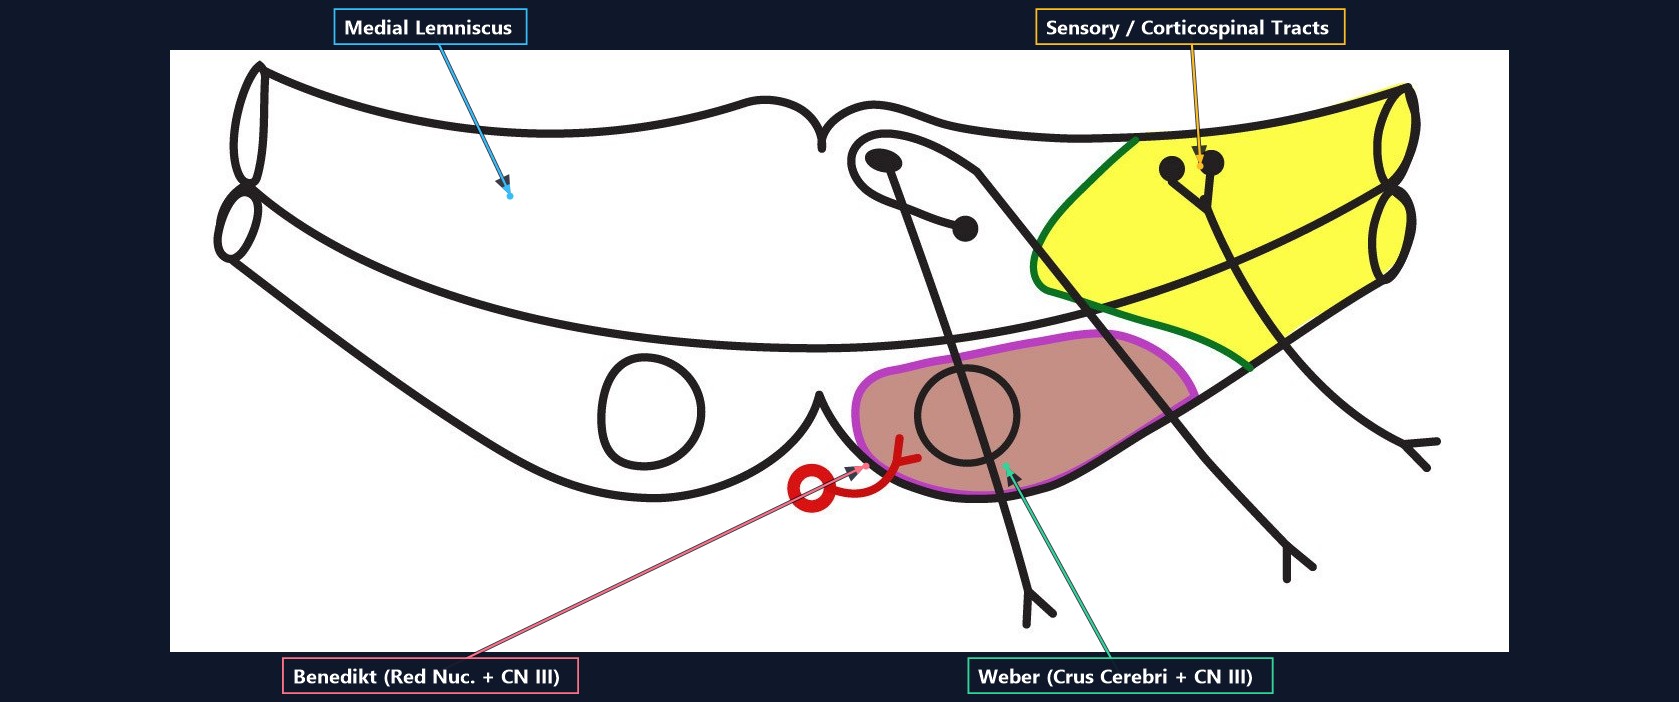 Medial Lemniscus
Sensory / Corticospinal Tracts
Benedikt (Red Nuc. + CN III)
Weber (Crus Cerebri + CN III)